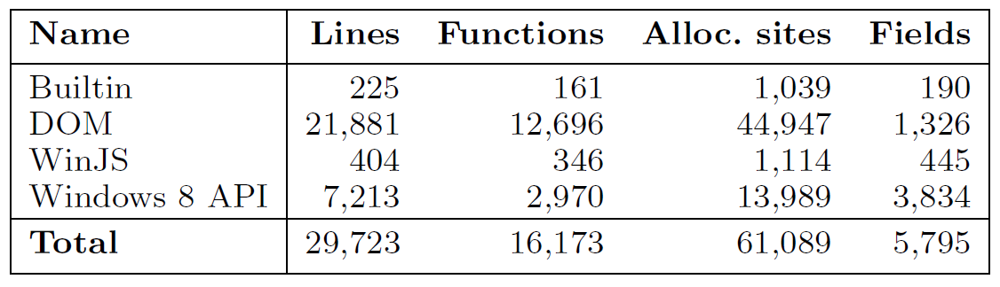 Name Lines Functions Alloc. sites Fields
Builtin 225 161 1,039 190
DOM 21,881 12,696 44,947 1,326
WinJS 404 346 1,114 445
Windows 8 API 7,213 2,970 13,989 3,834
Total 29,723 16,173 61,089 5,795